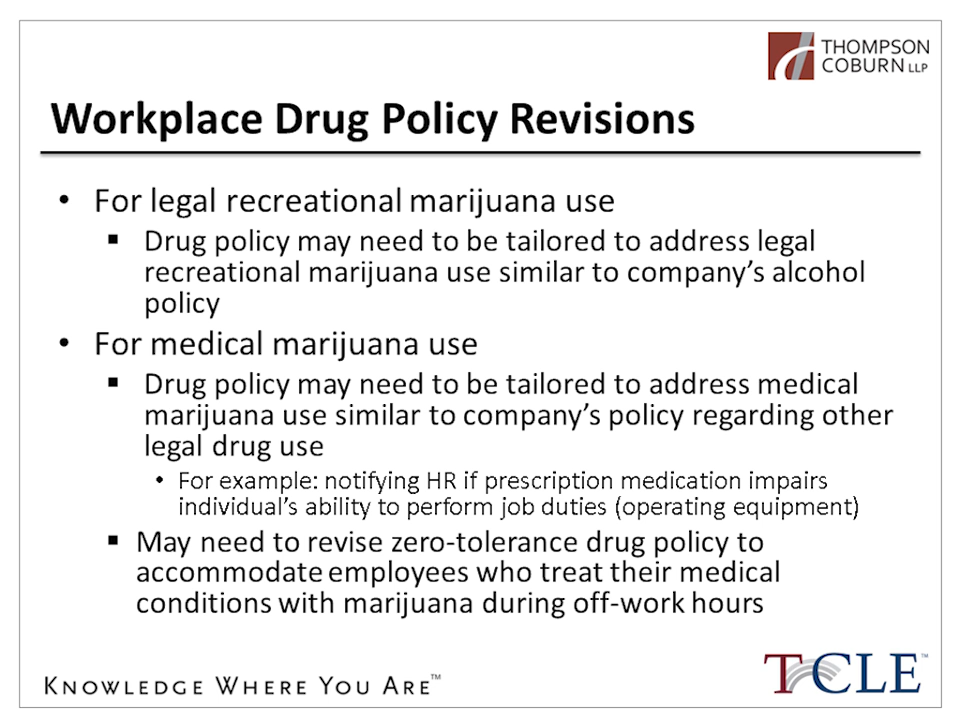 THOMPSON
COBURN LLP
Workplace Drug Policy Revisions
• For legal recreational marijuana use
▪ Drug policy may need to be tailored to address legal
recreational marijuana use similar to company’s alcohol
policy
• For medical marijuana use
▪ Drug policy may need to be tailored to address medical
marijuana use similar to company’s policy regarding other
legal drug use
• For example: notifying HR if prescription medication impairs
individual’s ability to perform job duties (operating equipment)
▪ May need to revise zero-tolerance drug policy to
accommodate employees who treat their medical
conditions with marijuana during off-work hours
KNOWLEDGE WHERE YOU ARE™
TCCLE™